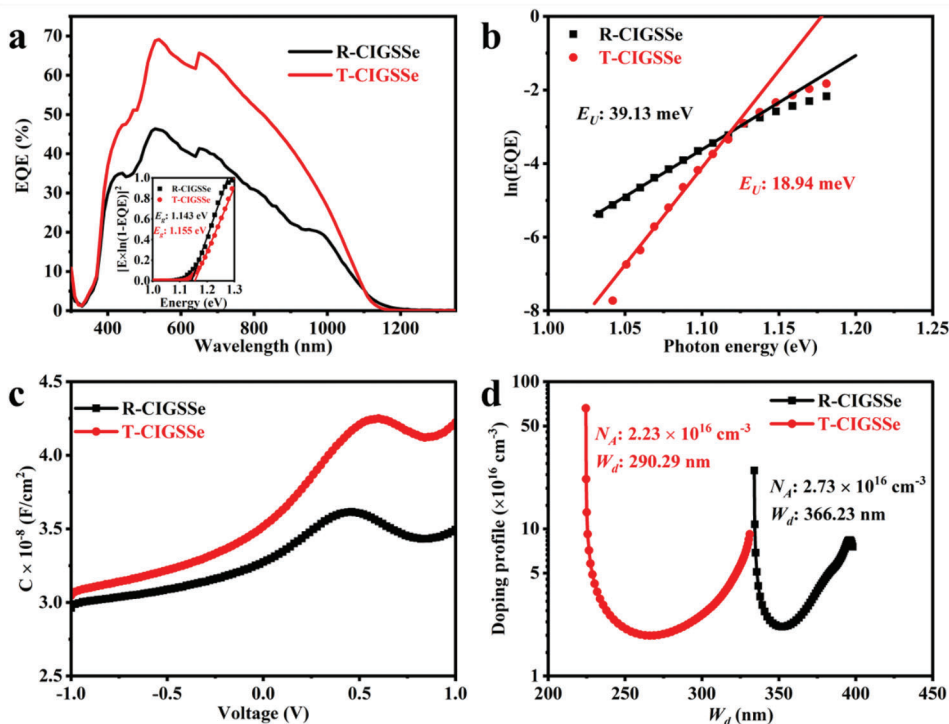 a
R-CIGSSe
T-CIGSSe
EQE (%)
70
60
50
40
30
20
10
0
400
600
800
1000
1200
Wavelength (nm)
[E×ln(1-EQE)]²
1.0
0.8
0.6
0.4
0.2
0.0
R-CIGSSe
T-CIGSSe
Eg: 1.143 eV
Eg: 1.155 eV
1.0
1.1
1.2
1.3
Energy (eV)
b
R-CIGSSe
T-CIGSSe
EU: 39.13 meV
EU: 18.94 meV
ln(EQE)
0
-2
-4
-6
-8
1.00
1.05
1.10
1.15
1.20
1.25
Photon energy (eV)
c
R-CIGSSe
T-CIGSSe
C × 10⁻⁸ (F/cm²)
4.5
4.0
3.5
3.0
2.5
-1.0
-0.5
0.0
0.5
1.0
Voltage (V)
d
R-CIGSSe
T-CIGSSe
NA: 2.23 × 10¹⁶ cm⁻³
Wd: 290.29 nm
NA: 2.73 × 10¹⁶ cm⁻³
Wd: 366.23 nm
Doping profile (×10¹⁶ cm⁻³)
100
50
10
5
1
200
250
300
350
400
450
Wd (nm)